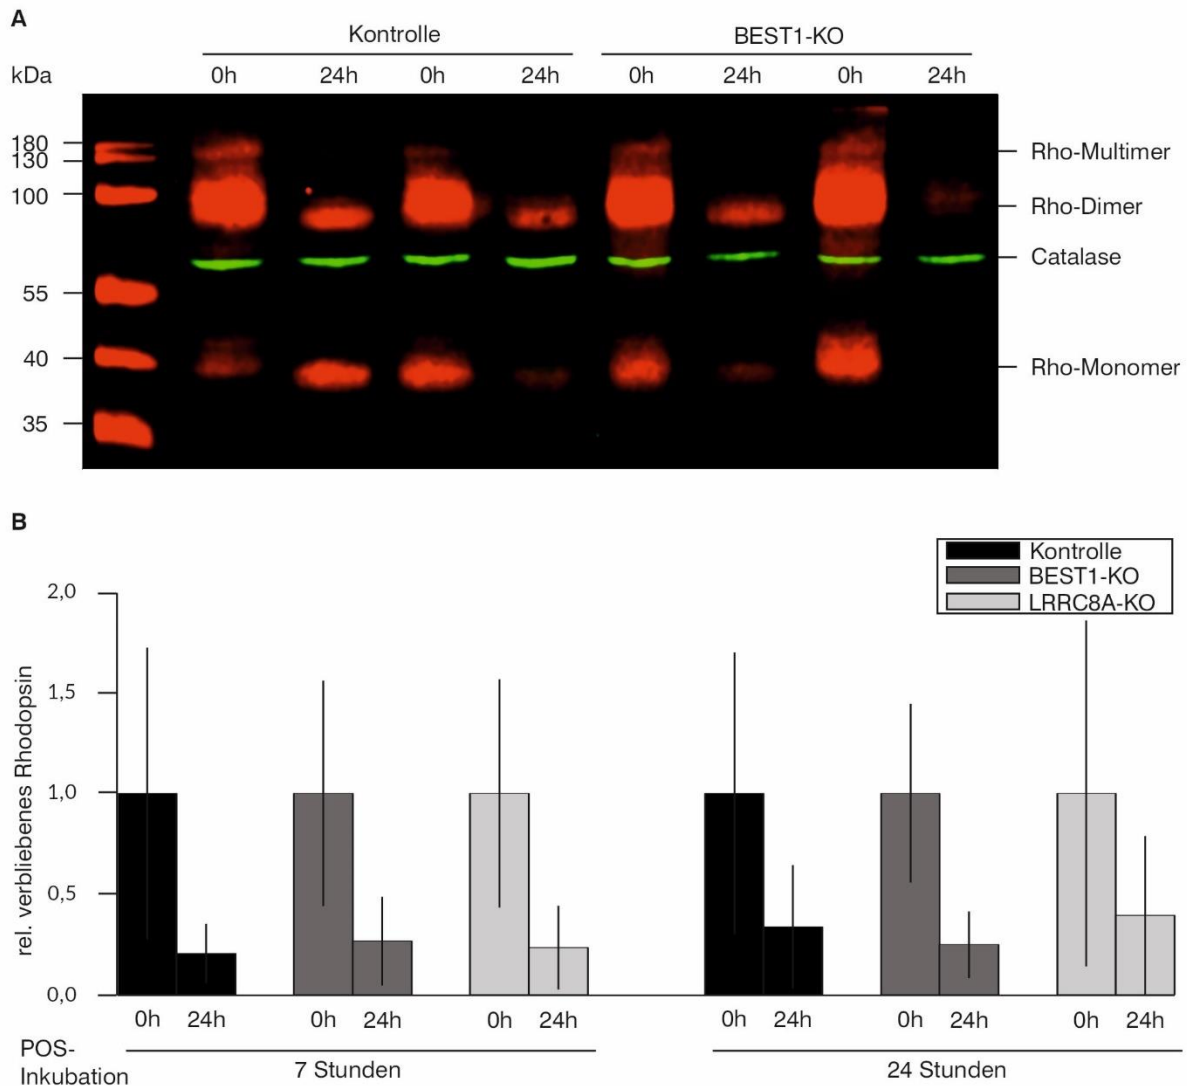 A
Kontrolle BEST1-KO
kDa 0h 24h 0h 24h 0h 24h 0h 24h
180 Rho-Multimer
130
100 Rho-Dimer
Catalase
55
40 Rho-Monomer
35
B
Kontrolle
BEST1-KO
LRRC8A-KO
rel. verbliebenes Rhodopsin
2,0
1,5
1,0
0,5
0,0
0h 24h 0h 24h 0h 24h 0h 24h 0h 24h 0h 24h
POS-
Inkubation 7 Stunden 24 Stunden